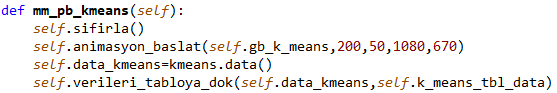 def mm_pb_kmeans(self):
    self.sifirla()
    self.animasyon_baslat(self.gb_k_means,200,50,1080,670)
    self.data_kmeans=kmeans.data()
    self.verileri_tabloya_dok(self.data_kmeans,self.k_means_tbl_data)